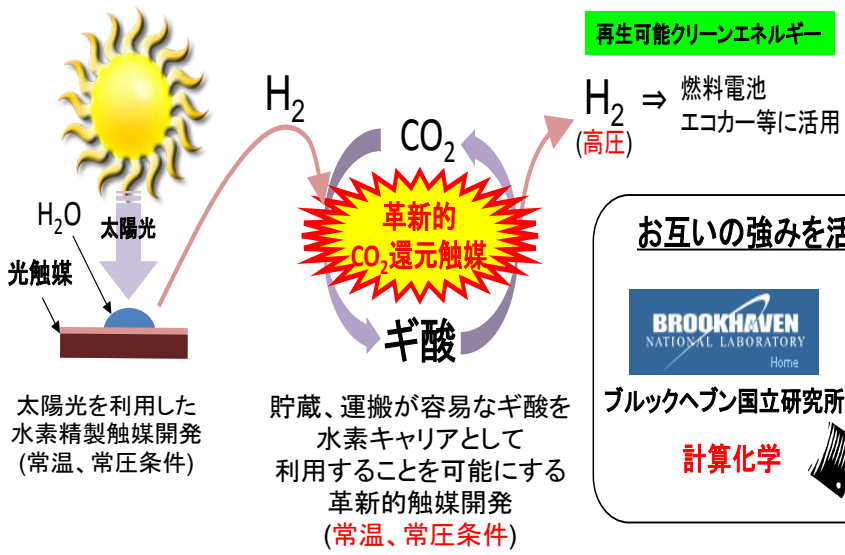 再生可能クリーンエネルギー
H2
CO2
H2 ⇒ 燃料電池
(高圧) エコカー等に活用
H2O
太陽光
光触媒
革新的
CO2還元触媒
ギ酸
太陽光を利用した
水素精製触媒開発
(常温、常圧条件)
貯蔵、運搬が容易なギ酸を
水素キャリアとして
利用することを可能にする
革新的触媒開発
(常温、常圧条件)
お互いの強みを活
BROOKHAVEN
NATIONAL LABORATORY
Home
ブルックヘブン国立研究所
計算化学